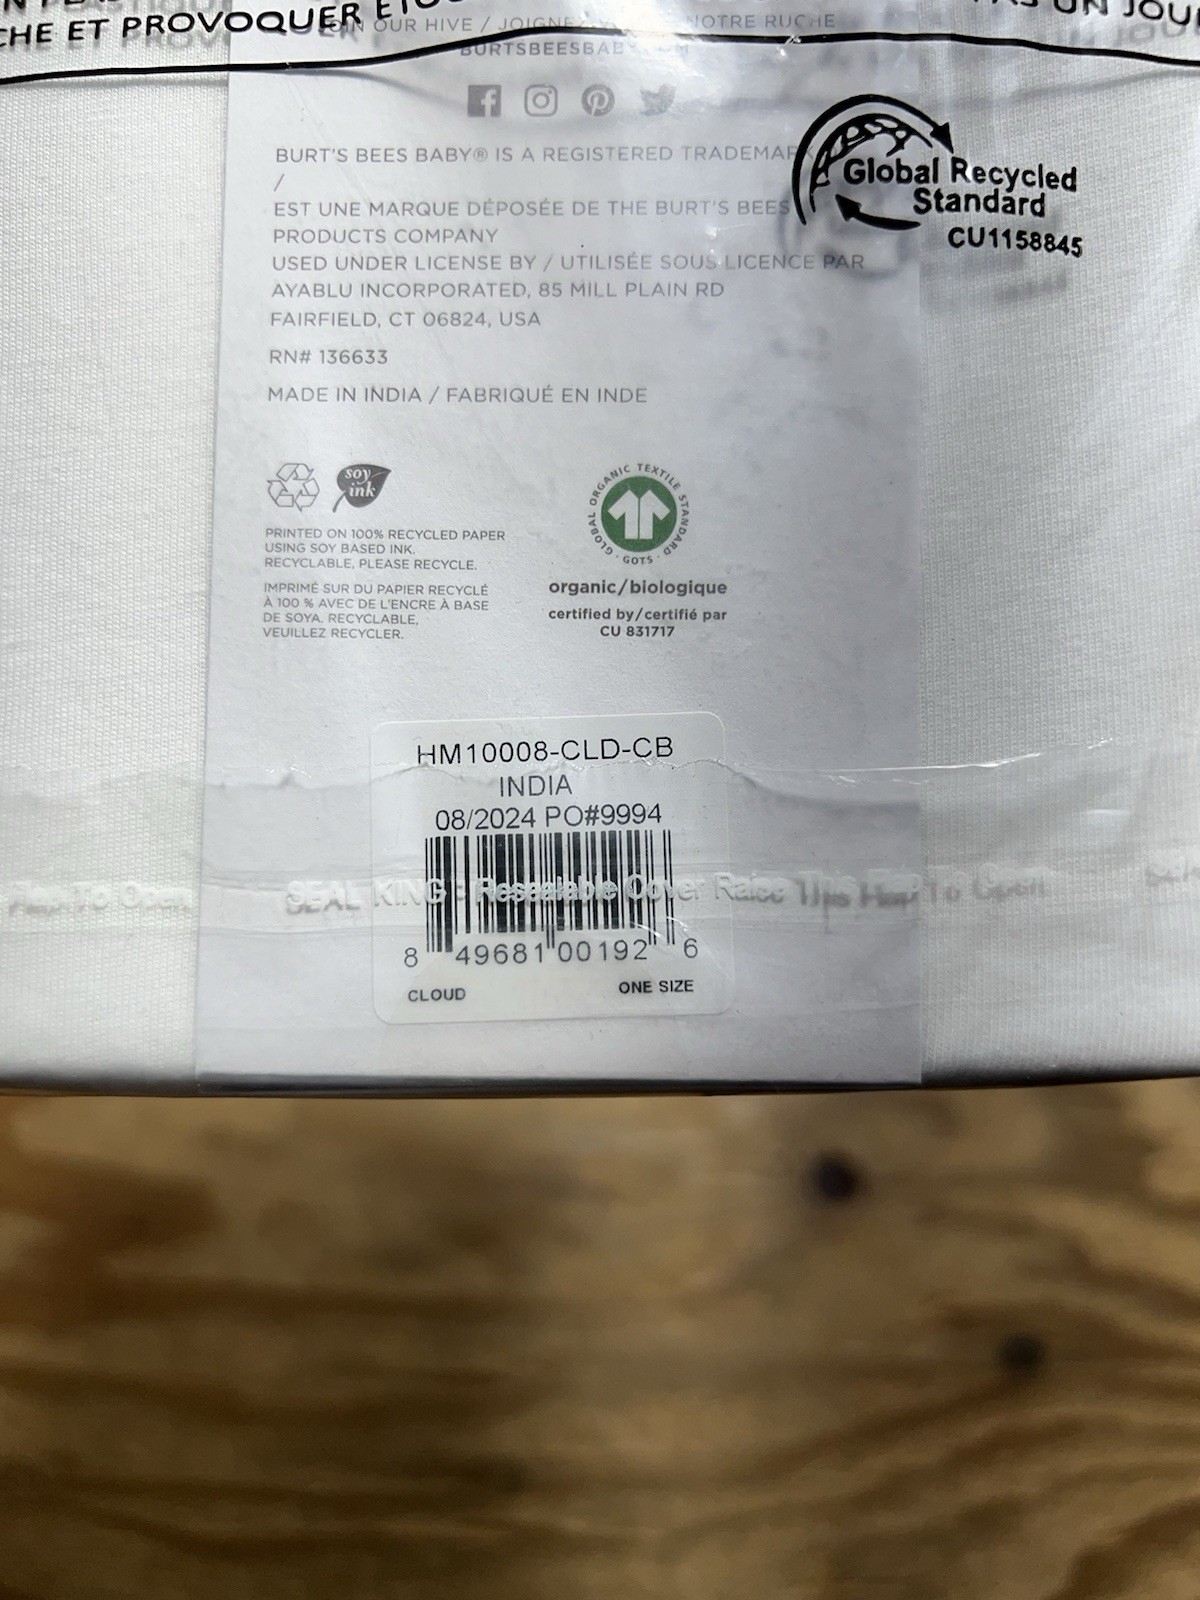 CHE ET PROVOQUER
UN JOU
OUR HIVE / JOIGNE NOTRE RUCHE
BURTSBEESBABY
BURT'S BEES BABY® IS A REGISTERED TRADEMARK
/
EST UNE MARQUE DÉPOSÉE DE THE BURT'S BEES
PRODUCTS COMPANY
USED UNDER LICENSE BY / UTILISÉE SOUS LICENCE PAR
AYABLU INCORPORATED, 85 MILL PLAIN RD
FAIRFIELD, CT 06824, USA
RN# 136633
MADE IN INDIA / FABRIQUÉ EN INDE
Global Recycled
Standard
CU1158845
soy
ink
PRINTED ON 100% RECYCLED PAPER
USING SOY BASED INK.
RECYCLABLE, PLEASE RECYCLE.
IMPRIMÉ SUR DU PAPIER RECYCLÉ
À 100 % AVEC DE L'ENCRE À BASE
DE SOYA. RECYCLABLE,
VEUILLEZ RECYCLER.
GLOBAL ORGANIC TEXTILE STANDARD · GOTS ·
organic/biologique
certified by/certifié par
CU 831717
HM10008-CLD-CB
INDIA
08/2024 PO#9994
Flap To Open SEAL KING Resealable Cover Raise This Flap To Open
8 49681 00192 6
CLOUD ONE SIZE